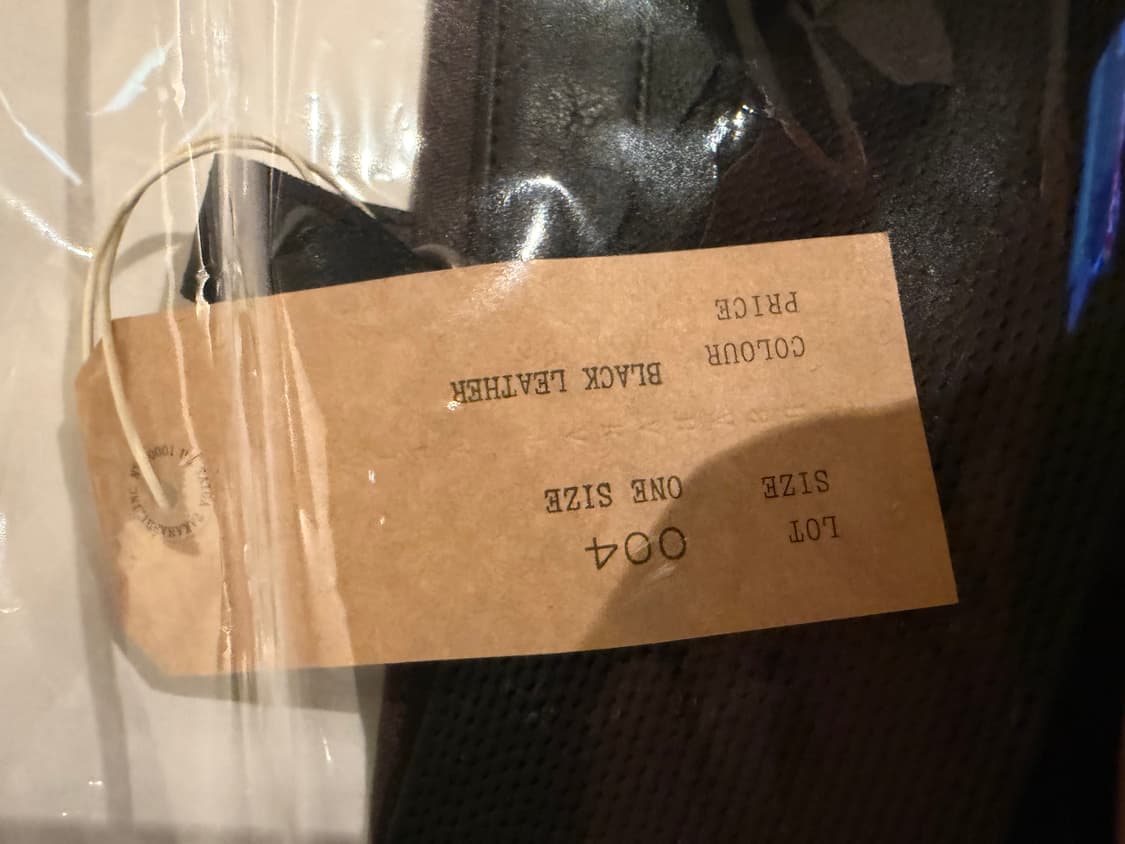 LOT 004
SIZE ONE SIZE
COLOUR BLACK LEATHER
PRICE